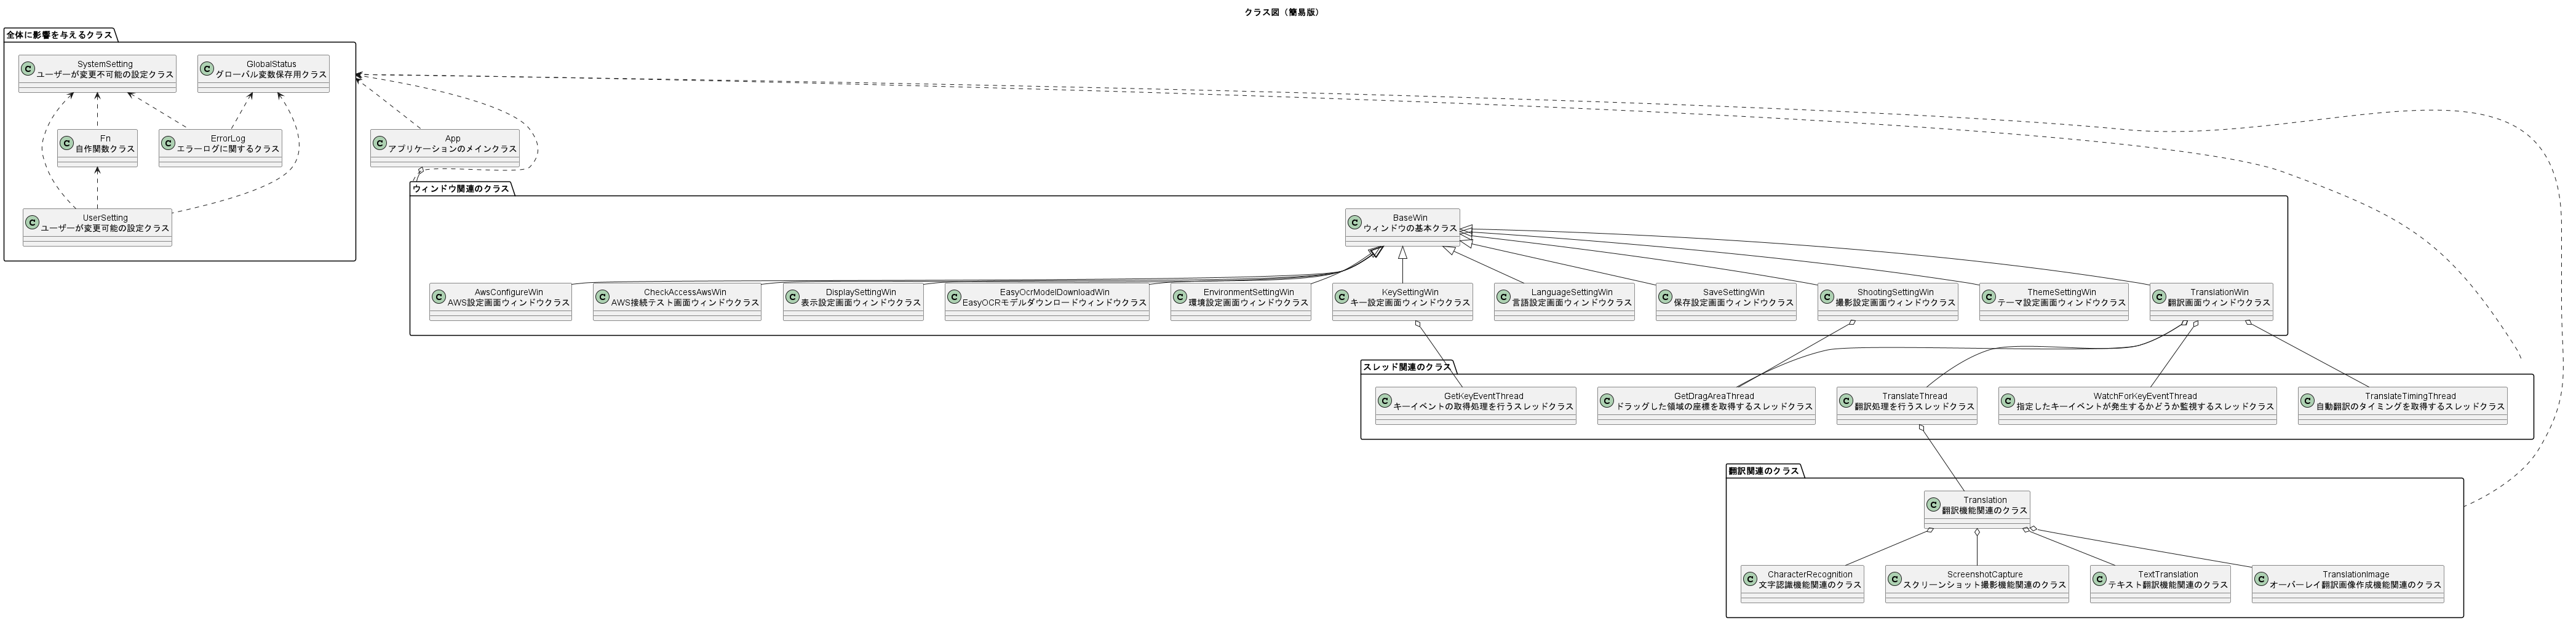 クラス図（簡易版）
全体に影響を与えるクラス
C
SystemSetting
ユーザーが変更不可能の設定クラス
C
GlobalStatus
グローバル変数保存用クラス
C
Fn
自作関数クラス
C
ErrorLog
エラーログに関するクラス
C
UserSetting
ユーザーが変更可能の設定クラス
C
App
アプリケーションのメインクラス
ウィンドウ関連のクラス
C
BaseWin
ウィンドウの基本クラス
C
AwsConfigureWin
AWS設定画面ウィンドウクラス
C
CheckAccessAwsWin
AWS接続テスト画面ウィンドウクラス
C
DisplaySettingWin
表示設定画面ウィンドウクラス
C
EasyOcrModelDownloadWin
EasyOCRモデルダウンロードウィンドウクラス
C
EnvironmentSettingWin
環境設定画面ウィンドウクラス
C
KeySettingWin
キー設定画面ウィンドウクラス
C
LanguageSettingWin
言語設定画面ウィンドウクラス
C
SaveSettingWin
保存設定画面ウィンドウクラス
C
ShootingSettingWin
撮影設定画面ウィンドウクラス
C
ThemeSettingWin
テーマ設定画面ウィンドウクラス
C
TranslationWin
翻訳画面ウィンドウクラス
スレッド関連のクラス
C
GetKeyEventThread
キーイベントの取得処理を行うスレッドクラス
C
GetDragAreaThread
ドラッグした領域の座標を取得するスレッドクラス
C
TranslateThread
翻訳処理を行うスレッドクラス
C
WatchForKeyEventThread
指定したキーイベントが発生するかどうか監視するスレッドクラス
C
TranslateTimingThread
自動翻訳のタイミングを取得するスレッドクラス
翻訳関連のクラス
C
Translation
翻訳機能関連のクラス
C
CharacterRecognition
文字認識機能関連のクラス
C
ScreenshotCapture
スクリーンショット撮影機能関連のクラス
C
TextTranslation
テキスト翻訳機能関連のクラス
C
TranslationImage
オーバーレイ翻訳画像作成機能関連のクラス